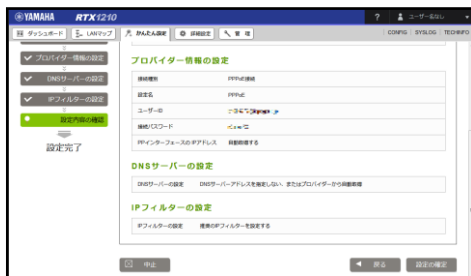 YAMAHA RTX1210
? ユーザー名なし
ダッシュボード LANマップ かんたん設定 詳細設定 管理 CONFIG SYSLOG TECHINFO
プロバイダー情報の設定
DNSサーバーの設定
IPフィルターの設定
設定内容の確認
設定完了
プロバイダー情報の設定
接続種別 PPPoE接続
設定名 PPPoE
ユーザーID
接続パスワード
PPインターフェースのIPアドレス 自動取得する
DNSサーバーの設定
DNSサーバーの設定 DNSサーバーアドレスを指定しない、またはプロバイダーから自動取得
IPフィルターの設定
IPフィルターの設定 推奨のIPフィルターを設定する
中止 戻る 設定の確定